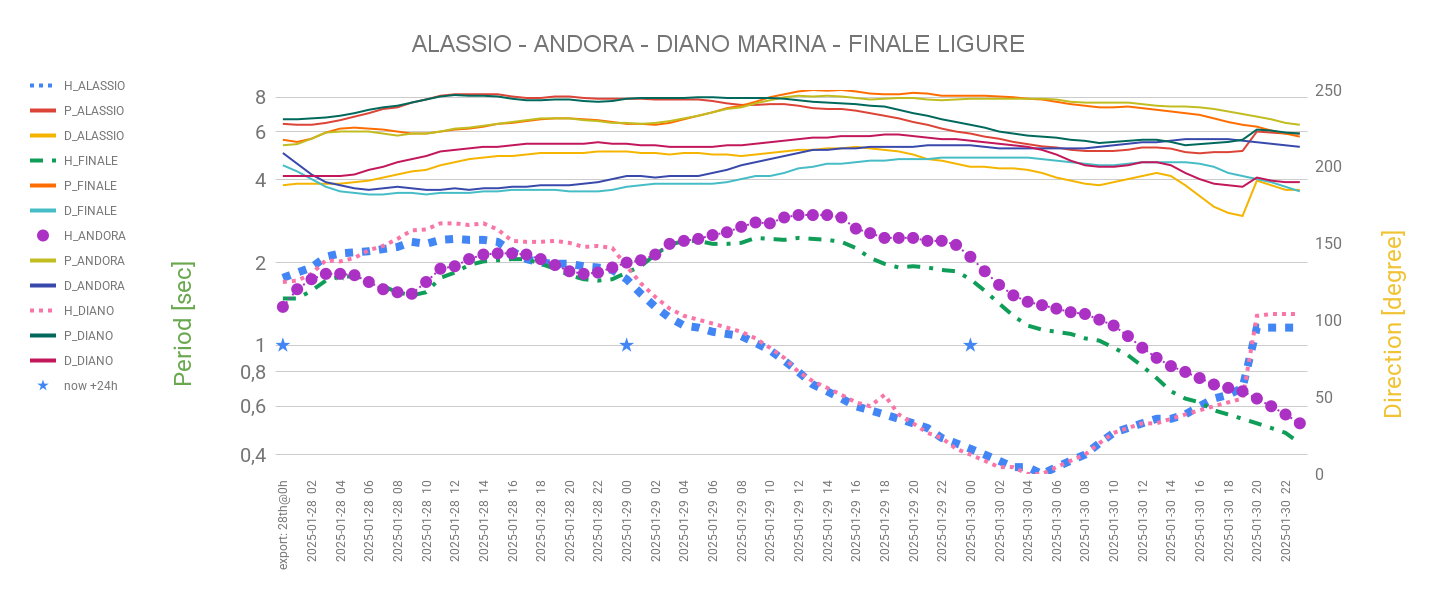 ALASSIO - ANDORA - DIANO MARINA - FINALE LIGURE
H_ALASSIO
P_ALASSIO
D_ALASSIO
H_FINALE
P_FINALE
D_FINALE
H_ANDORA
P_ANDORA
D_ANDORA
H_DIANO
P_DIANO
D_DIANO
now +24h
Period [sec]
8
6
4
2
1
0,8
0,6
0,4
250
200
150
100
50
0
Direction [degree]
export: 28th@0h
2025-01-28 02
2025-01-28 04
2025-01-28 06
2025-01-28 08
2025-01-28 10
2025-01-28 12
2025-01-28 14
2025-01-28 16
2025-01-28 18
2025-01-28 20
2025-01-28 22
2025-01-29 00
2025-01-29 02
2025-01-29 04
2025-01-29 06
2025-01-29 08
2025-01-29 10
2025-01-29 12
2025-01-29 14
2025-01-29 16
2025-01-29 18
2025-01-29 20
2025-01-29 22
2025-01-30 00
2025-01-30 02
2025-01-30 04
2025-01-30 06
2025-01-30 08
2025-01-30 10
2025-01-30 12
2025-01-30 14
2025-01-30 16
2025-01-30 18
2025-01-30 20
2025-01-30 22